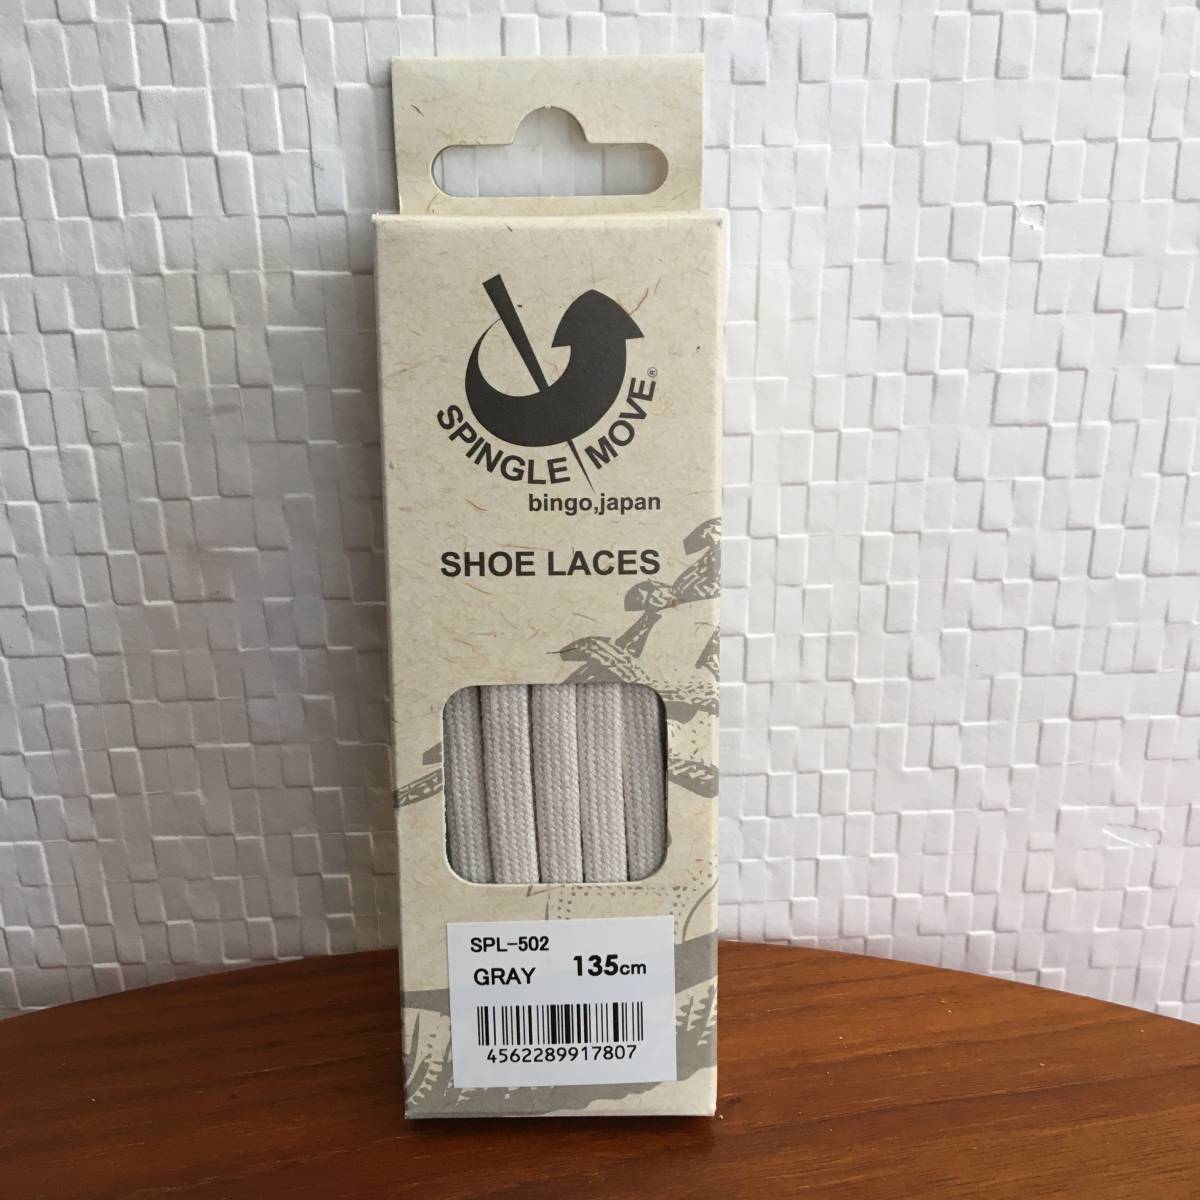 SPINGLE MOVE®
bingo,japan
SHOE LACES
SPL-502
GRAY 135cm
4562289917807